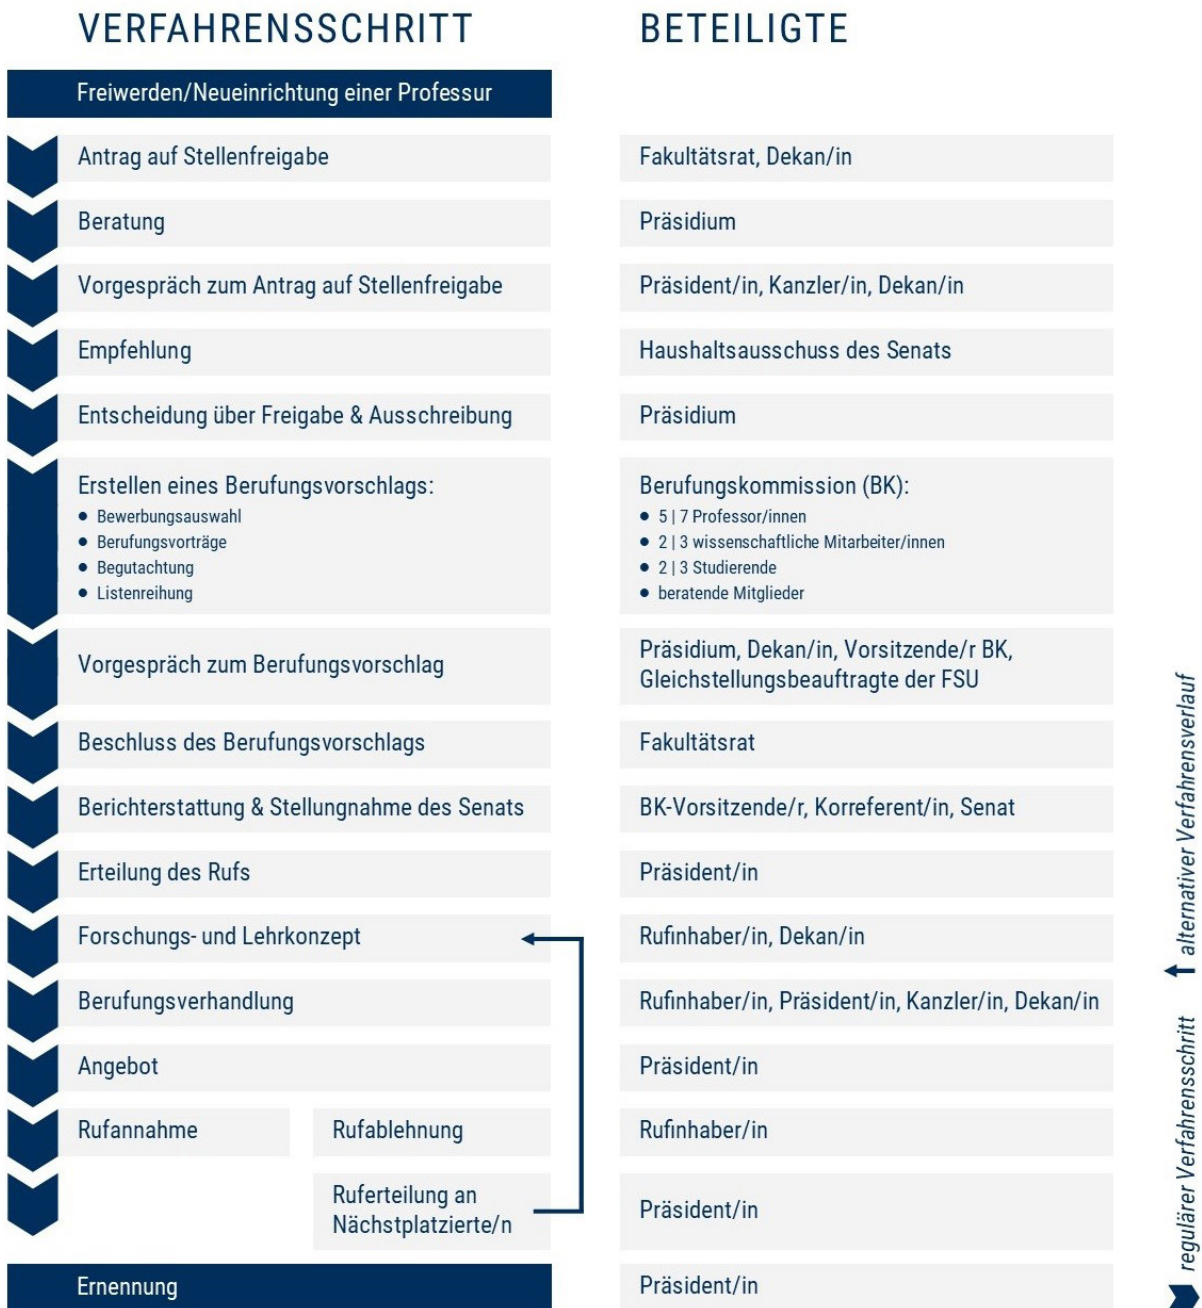 VERFAHRENSSCHRITT
BETEILIGTE
Freiwerden/Neueinrichtung einer Professur
Antrag auf Stellenfreigabe
Fakultätsrat, Dekan/in
Beratung
Präsidium
Vorgespräch zum Antrag auf Stellenfreigabe
Präsident/in, Kanzler/in, Dekan/in
Empfehlung
Haushaltsausschuss des Senats
Entscheidung über Freigabe & Ausschreibung
Präsidium
Erstellen eines Berufungsvorschlags:
• Bewerbungsauswahl
• Berufungsvorträge
• Begutachtung
• Listenreihung
Berufungskommission (BK):
• 5 | 7 Professor/innen
• 2 | 3 wissenschaftliche Mitarbeiter/innen
• 2 | 3 Studierende
• beratende Mitglieder
Vorgespräch zum Berufungsvorschlag
Präsidium, Dekan/in, Vorsitzende/r BK,
Gleichstellungsbeauftragte der FSU
Beschluss des Berufungsvorschlags
Fakultätsrat
Berichterstattung & Stellungnahme des Senats
BK-Vorsitzende/r, Korreferent/in, Senat
Erteilung des Rufs
Präsident/in
Forschungs- und Lehrkonzept
Rufinhaber/in, Dekan/in
Berufungsverhandlung
Rufinhaber/in, Präsident/in, Kanzler/in, Dekan/in
Angebot
Präsident/in
Rufannahme
Rufablehnung
Rufinhaber/in
Ruferteilung an
Nächstplatzierte/n
Präsident/in
Ernennung
Präsident/in
regulärer Verfahrensschritt
alternativer Verfahrensverlauf